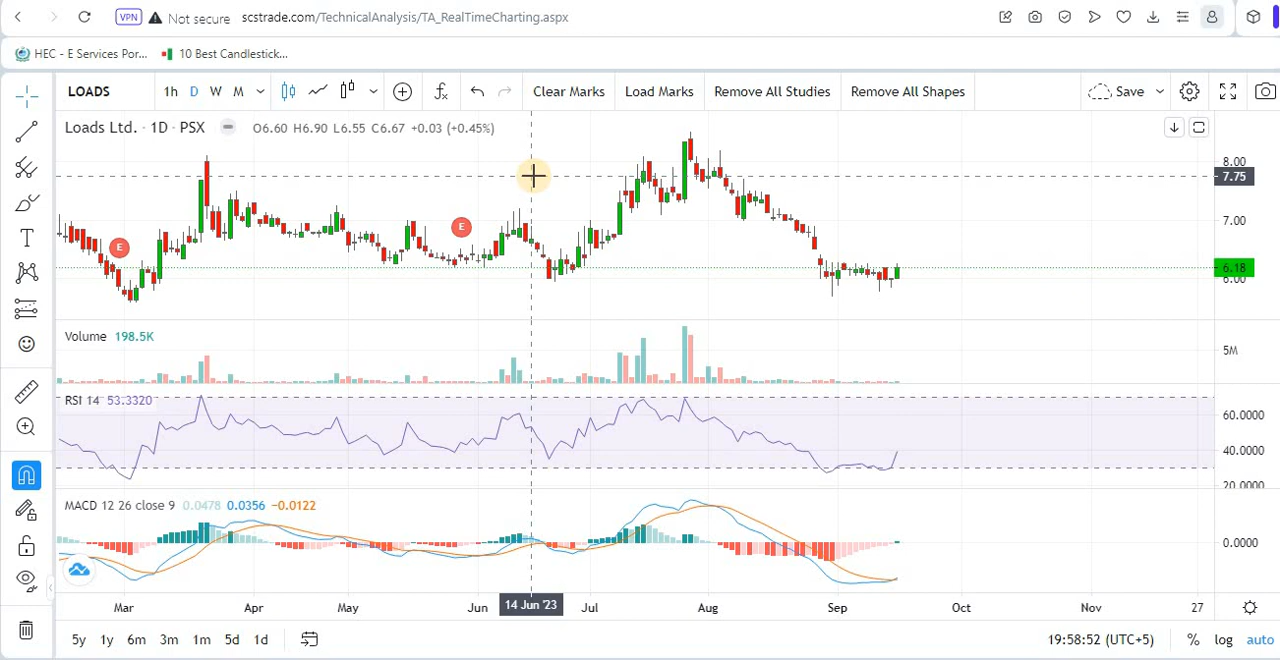 VPN Not secure scstrade.com/TechnicalAnalysis/TA_RealTimeCharting.aspx
HEC - E Services Por... 10 Best Candlestick...
LOADS 1h D W M Clear Marks Load Marks Remove All Studies Remove All Shapes Save
Loads Ltd. · 1D · PSX O6.60 H6.90 L6.55 C6.67 +0.03 (+0.45%)
8.00
7.75
7.00
E E
6.18
6.00
Volume 198.5K
5M
RSI 14 53.3320
60.0000
40.0000
20.0000
MACD 12 26 close 9 0.0478 0.0356 −0.0122
0.0000
Mar Apr May Jun 14 Jun '23 Jul Aug Sep Oct Nov 27
5y 1y 6m 3m 1m 5d 1d 19:58:52 (UTC+5) % log auto